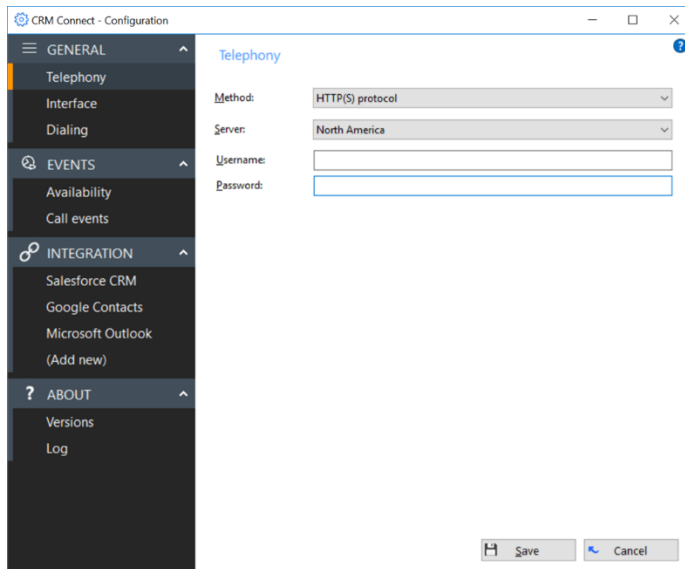 CRM Connect - Configuration
GENERAL
Telephony
Interface
Dialing
EVENTS
Availability
Call events
INTEGRATION
Salesforce CRM
Google Contacts
Microsoft Outlook
(Add new)
? ABOUT
Versions
Log
?
Telephony
Method: HTTP(S) protocol
Server: North America
Username:
Password:
Save Cancel